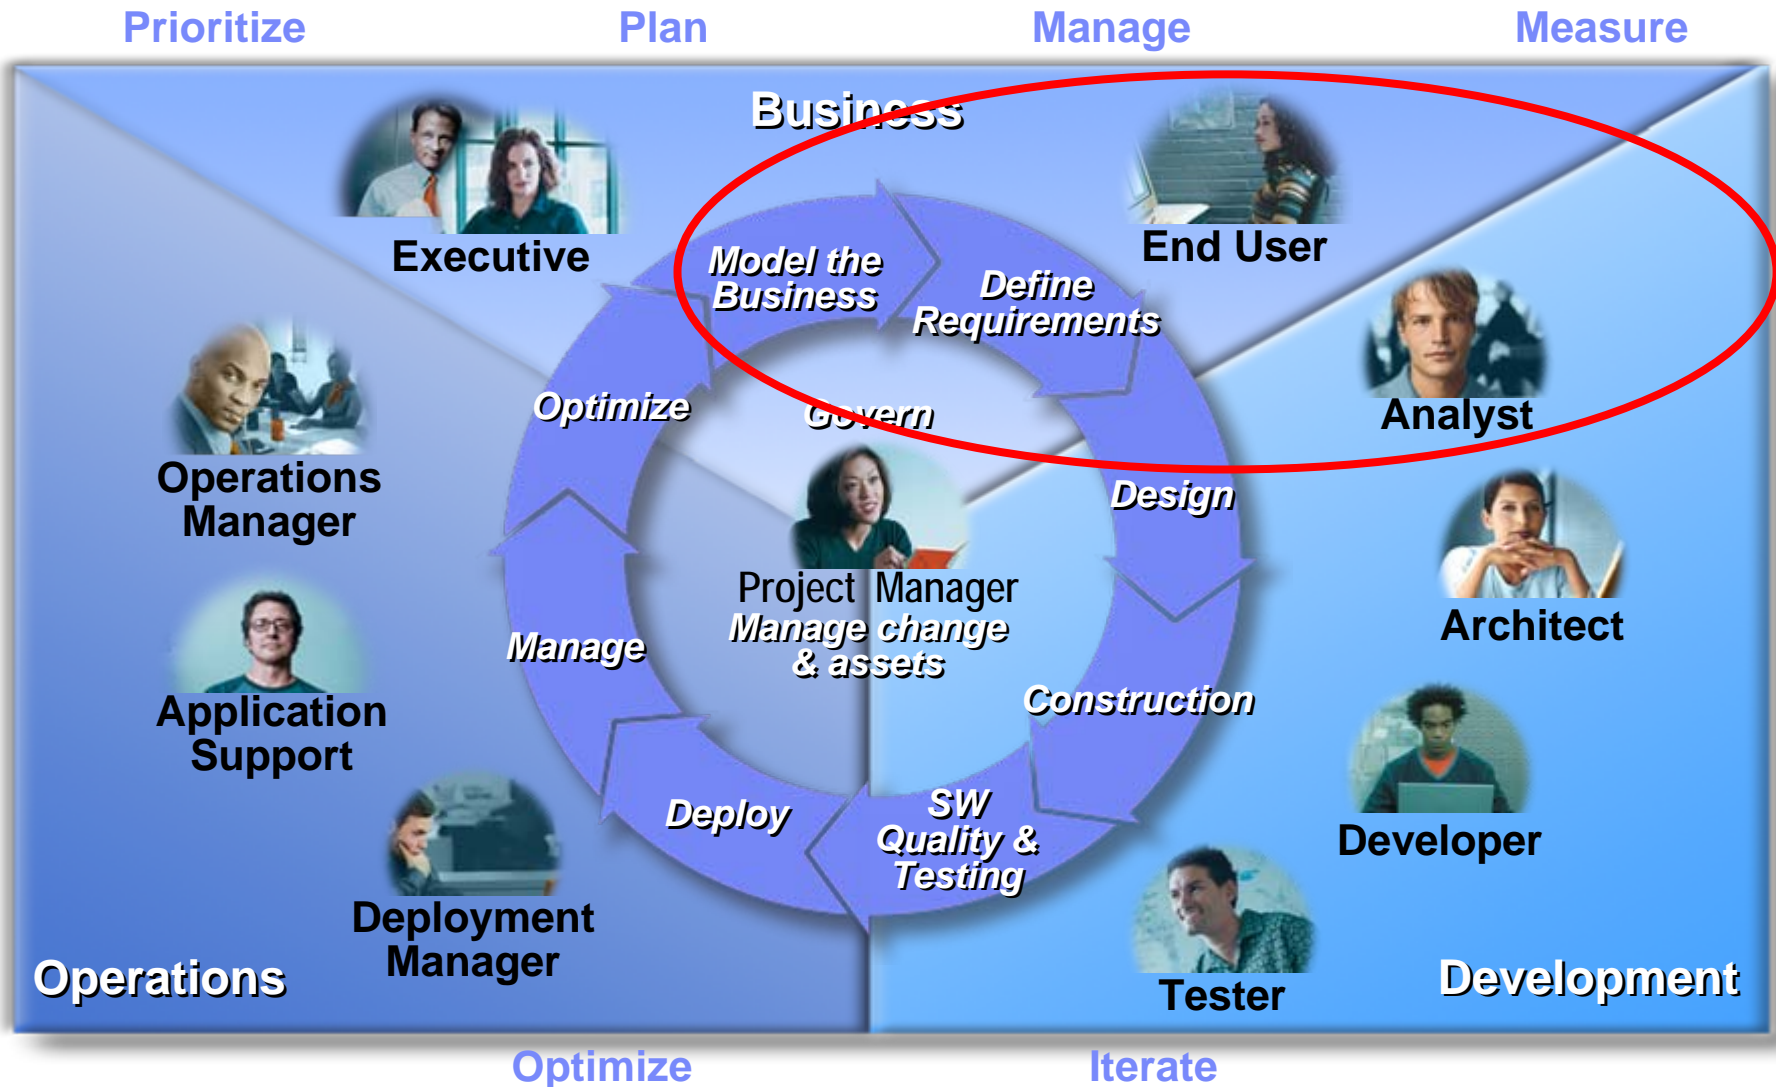 Prioritize
Plan
Manage
Measure
Business
Executive
End User
Model the
Business
Define
Requirements
Analyst
Optimize
Govern
Operations
Manager
Design
Project Manager
Manage change
& assets
Architect
Manage
Construction
Application
Support
Deploy
SW
Quality &
Testing
Developer
Deployment
Manager
Tester
Operations
Development
Optimize
Iterate